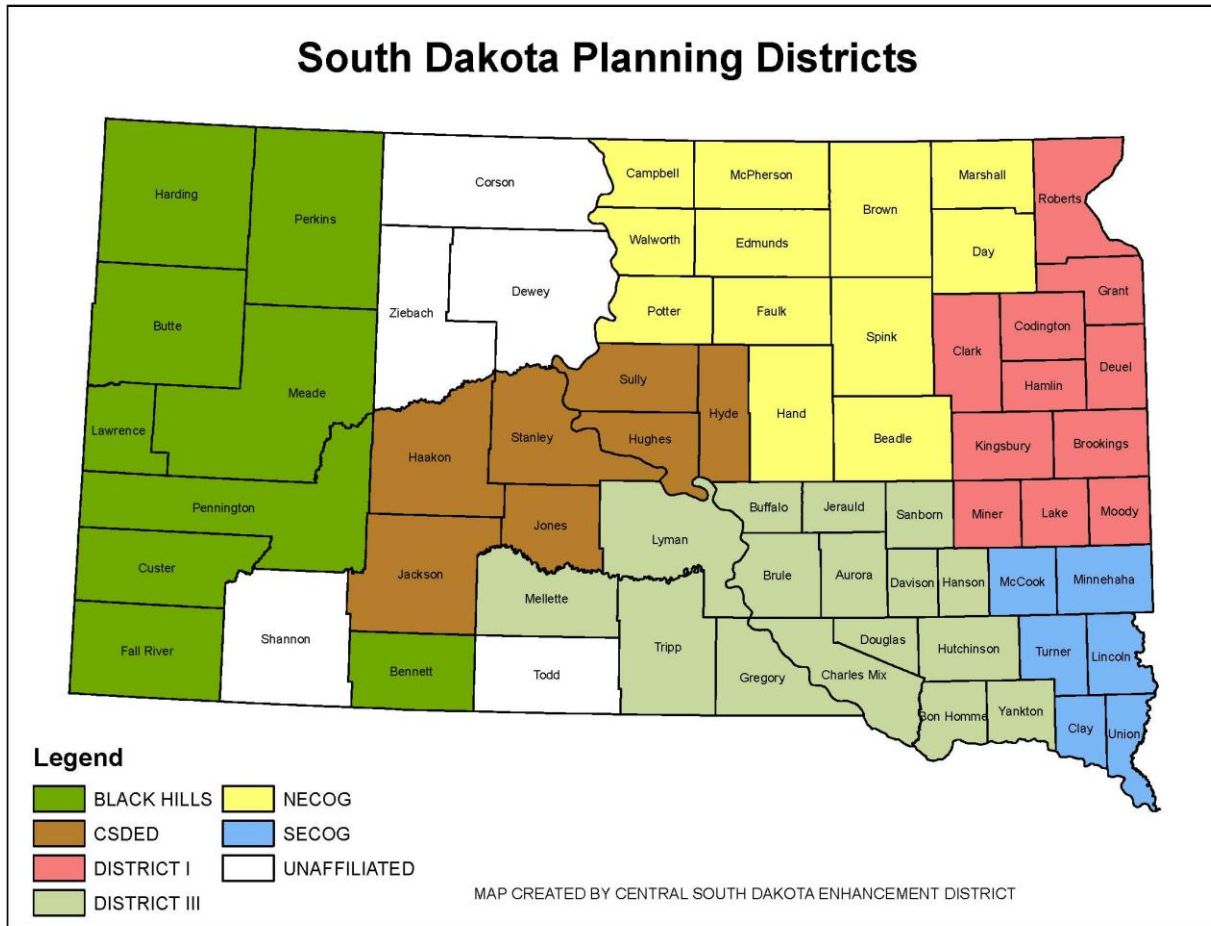 South Dakota Planning Districts
Harding
Perkins
Corson
Campbell
McPherson
Brown
Marshall
Roberts
Walworth
Edmunds
Day
Butte
Ziebach
Dewey
Potter
Faulk
Spink
Grant
Codington
Clark
Deuel
Hamlin
Meade
Sully
Hyde
Hand
Lawrence
Haakon
Stanley
Hughes
Beadle
Kingsbury
Brookings
Pennington
Jones
Lyman
Buffalo
Jerauld
Sanborn
Miner
Lake
Moody
Custer
Jackson
Mellette
Brule
Aurora
Davison
Hanson
McCook
Minnehaha
Fall River
Shannon
Bennett
Todd
Tripp
Gregory
Douglas
Charles Mix
Hutchinson
Turner
Lincoln
Bon Homme
Yankton
Clay
Union
Legend
BLACK HILLS
CSDED
DISTRICT I
DISTRICT III
NECOG
SECOG
UNAFFILIATED
MAP CREATED BY CENTRAL SOUTH DAKOTA ENHANCEMENT DISTRICT